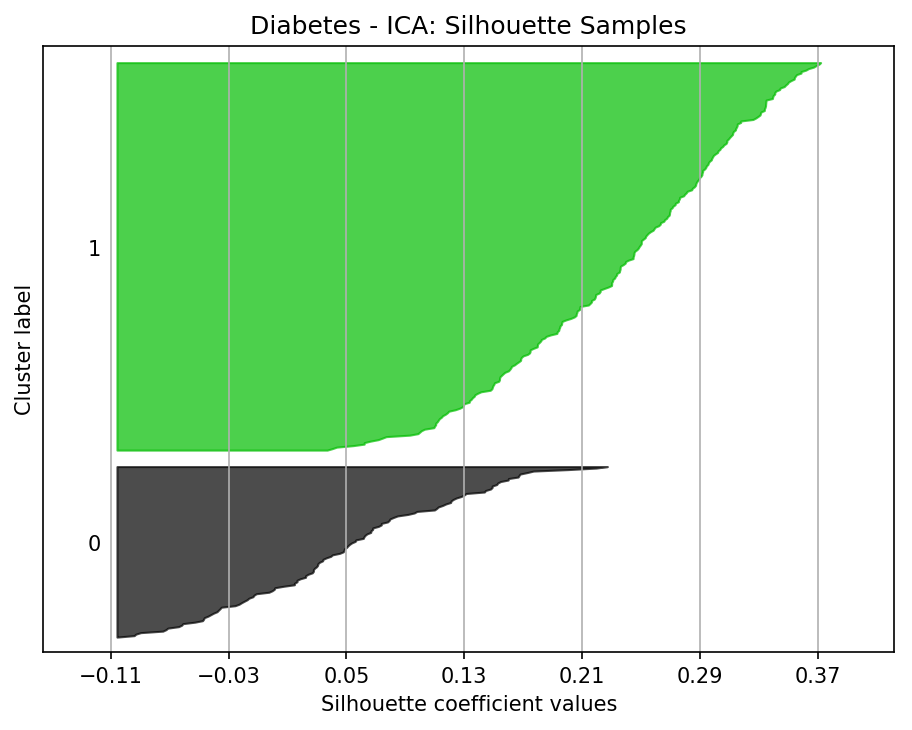 Diabetes - ICA: Silhouette Samples
1
0
Cluster label
−0.11 −0.03 0.05 0.13 0.21 0.29 0.37
Silhouette coefficient values